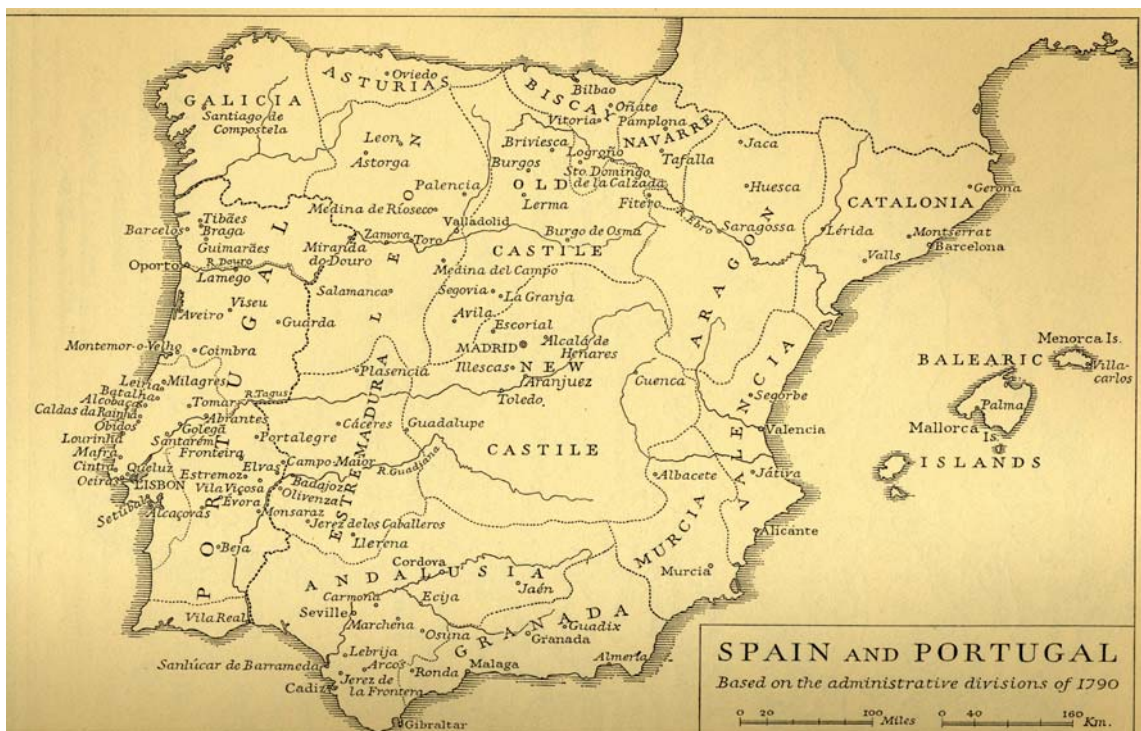 ASTURIAS
Oviedo
GALICIA
Santiago de
Compostela
BISCAY
Bilbao
Oñate
Vitoria
Pamplona
NAVARRE
Leon
Astorga
Briviesca
Logroño
Tafalla
Jaca
Burgos
Sto. Domingo
de la Calzada
OLD
Palencia
Lerma
Fitero
Huesca
Gerona
CATALONIA
Medina de Rioseco
Tibães
Barcelos
Braga
Guimarães
Valladolid
Zamora
Toro
Burgo de Osma
R. Ebro
Saragossa
Lérida
Montserrat
Barcelona
Valls
Miranda
do Douro
CASTILE
Oporto
R. Douro
Lamego
Medina del Campo
LEON
Salamanca
Segovia
La Granja
ARAGON
Viseu
Aveiro
Guarda
Avila
Escorial
Montemor-o-Velho
Coimbra
MADRID
Alcalá de
Henares
Menorca Is.
Villa-
carlos
BALEARIC
Plasencia
Illescas
NEW
Aranjuez
Cuenca
Leiria
Milagres
Batalha
Alcobaça
Caldas da Rainha
Óbidos
Tomar
R. Tagus
Toledo
Segorbe
Palma
Abrantes
Golegã
Lourinhã
Santarém
Cáceres
Guadalupe
Valencia
Mallorca
Is.
VALENCIA
Mafra
Fronteira
Portalegre
CASTILE
ISLANDS
Cintra
Queluz
Elvas
Campo-Maior
R. Guadiana
Albacete
Játiva
Oeiras
LISBON
Estremoz
Badajoz
Vila Viçosa
Olivenza
Setúbal
Évora
Alcaçovas
Monsaraz
ESTREMADURA
Jerez de los Caballeros
Llerena
Alicante
PORTUGAL
Beja
MURCIA
Murcia
ANDALUSIA
Cordova
Jaén
Carmona
Ecija
Vila Real
Seville
Marchena
Osuna
GRANADA
Guadix
Granada
Lebrija
Sanlúcar de Barrameda
Arcos
Ronda
Malaga
Almería
Cadiz
Jerez de
la Frontera
Gibraltar
SPAIN AND PORTUGAL
Based on the administrative divisions of 1790
0 20 100 Miles
0 40 160 Km.